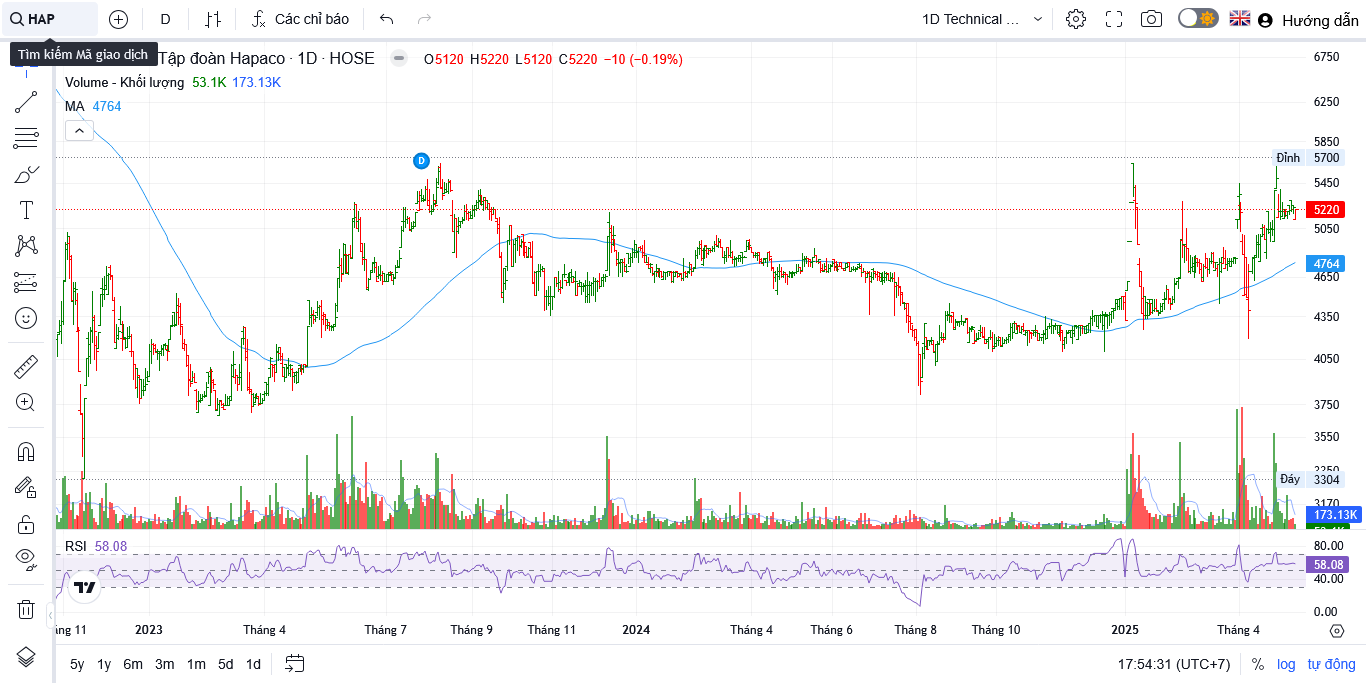 HAP D Các chỉ báo 1D Technical ... Hướng dẫn
Tìm kiếm Mã giao dịch
Tập đoàn Hapaco · 1D · HOSE O5120 H5220 L5120 C5220 −10 (−0.19%)
Volume - Khối lượng 53.1K 173.13K
MA 4764
D
6750
6250
5850
Đỉnh 5700
5450
5220
5050
4764
4650
4350
4050
3750
3550
3250
Đáy 3304
3170
173.13K
RSI 58.08
80.00
58.08
40.00
0.00
áng 11 2023 Tháng 4 Tháng 7 Tháng 9 Tháng 11 2024 Tháng 4 Tháng 6 Tháng 8 Tháng 10 2025 Tháng 4
5y 1y 6m 3m 1m 5d 1d 17:54:31 (UTC+7) % log tự động